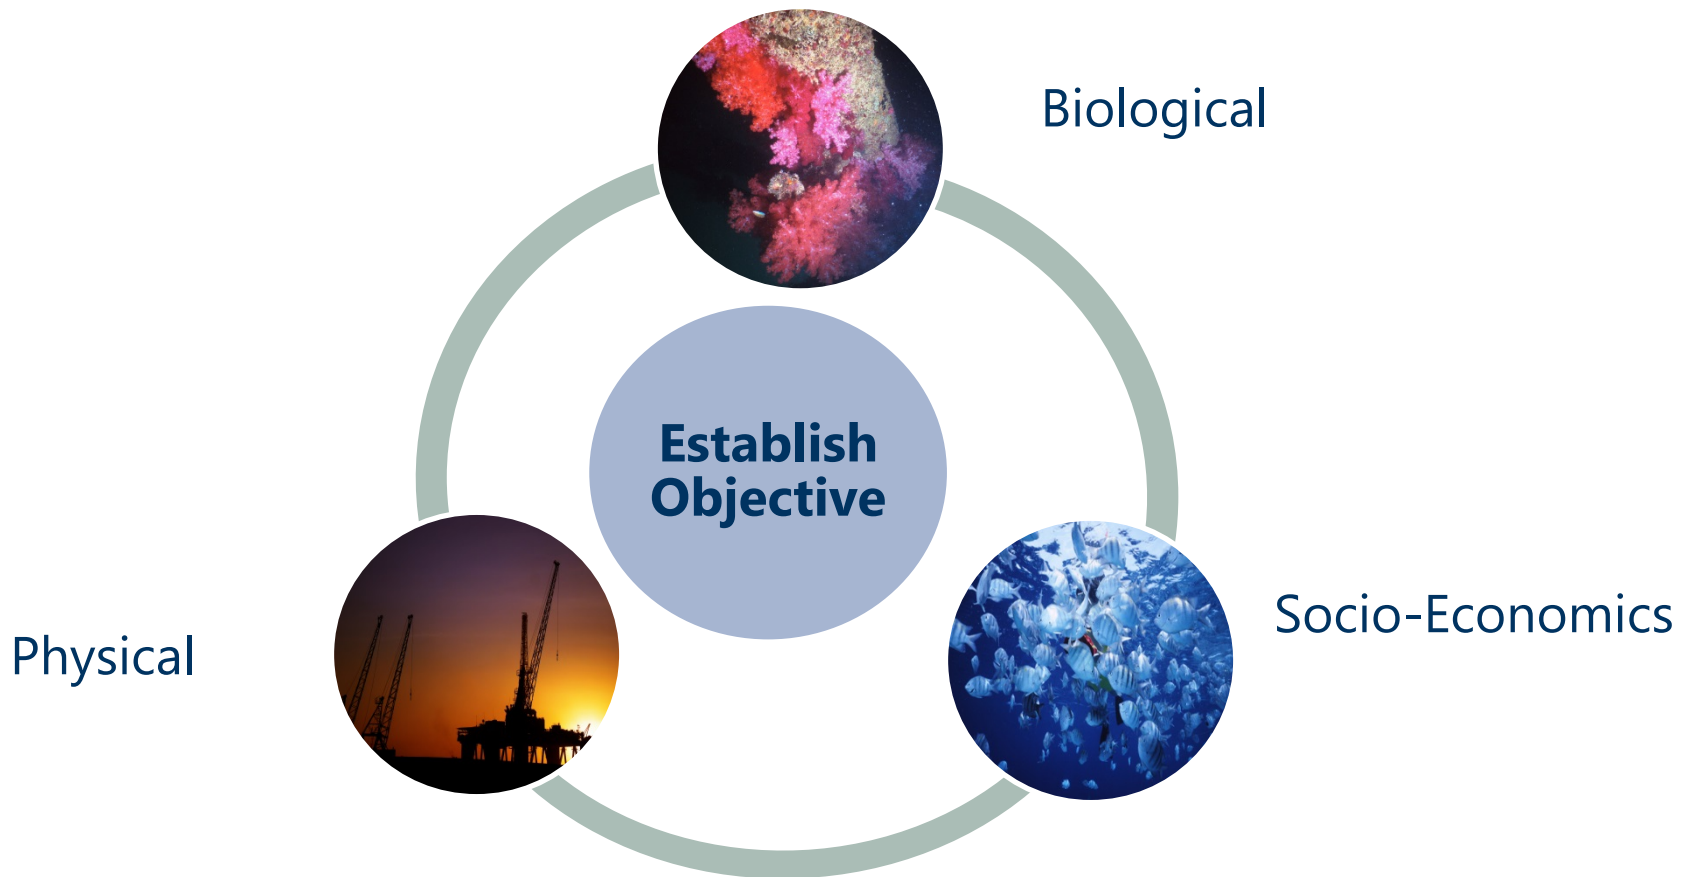 Biological
Establish
Objective
Socio-Economics
Physical